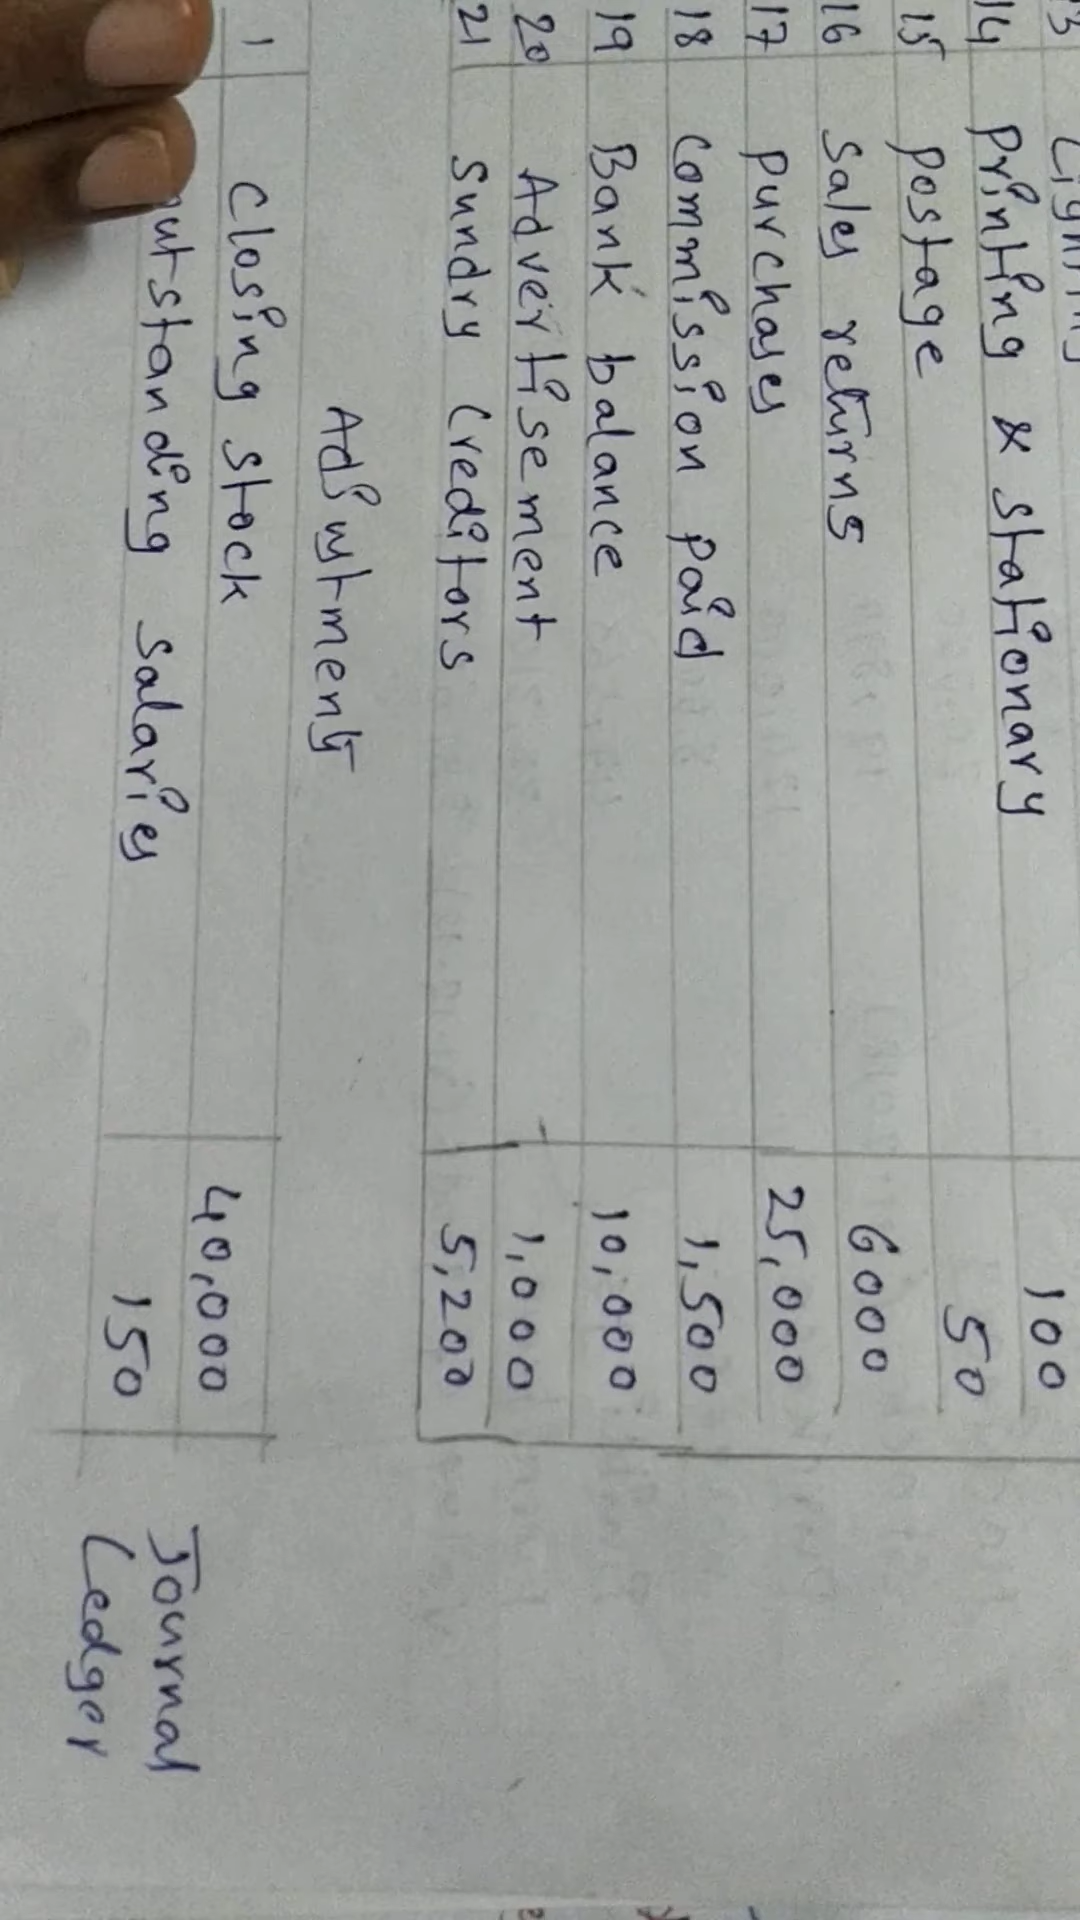 13 Lighting
14 Printing & stationary 100
15 Postage 50
16 Sales returns 6000
17 Purchases 25,000
18 Commission paid 1,500
19 Bank balance 10,000
20 Advertisement 1,000
21 Sundry Creditors 5,200
Adjustments
1 Closing stock 40,000
outstanding salaries 150
Journal
Ledger